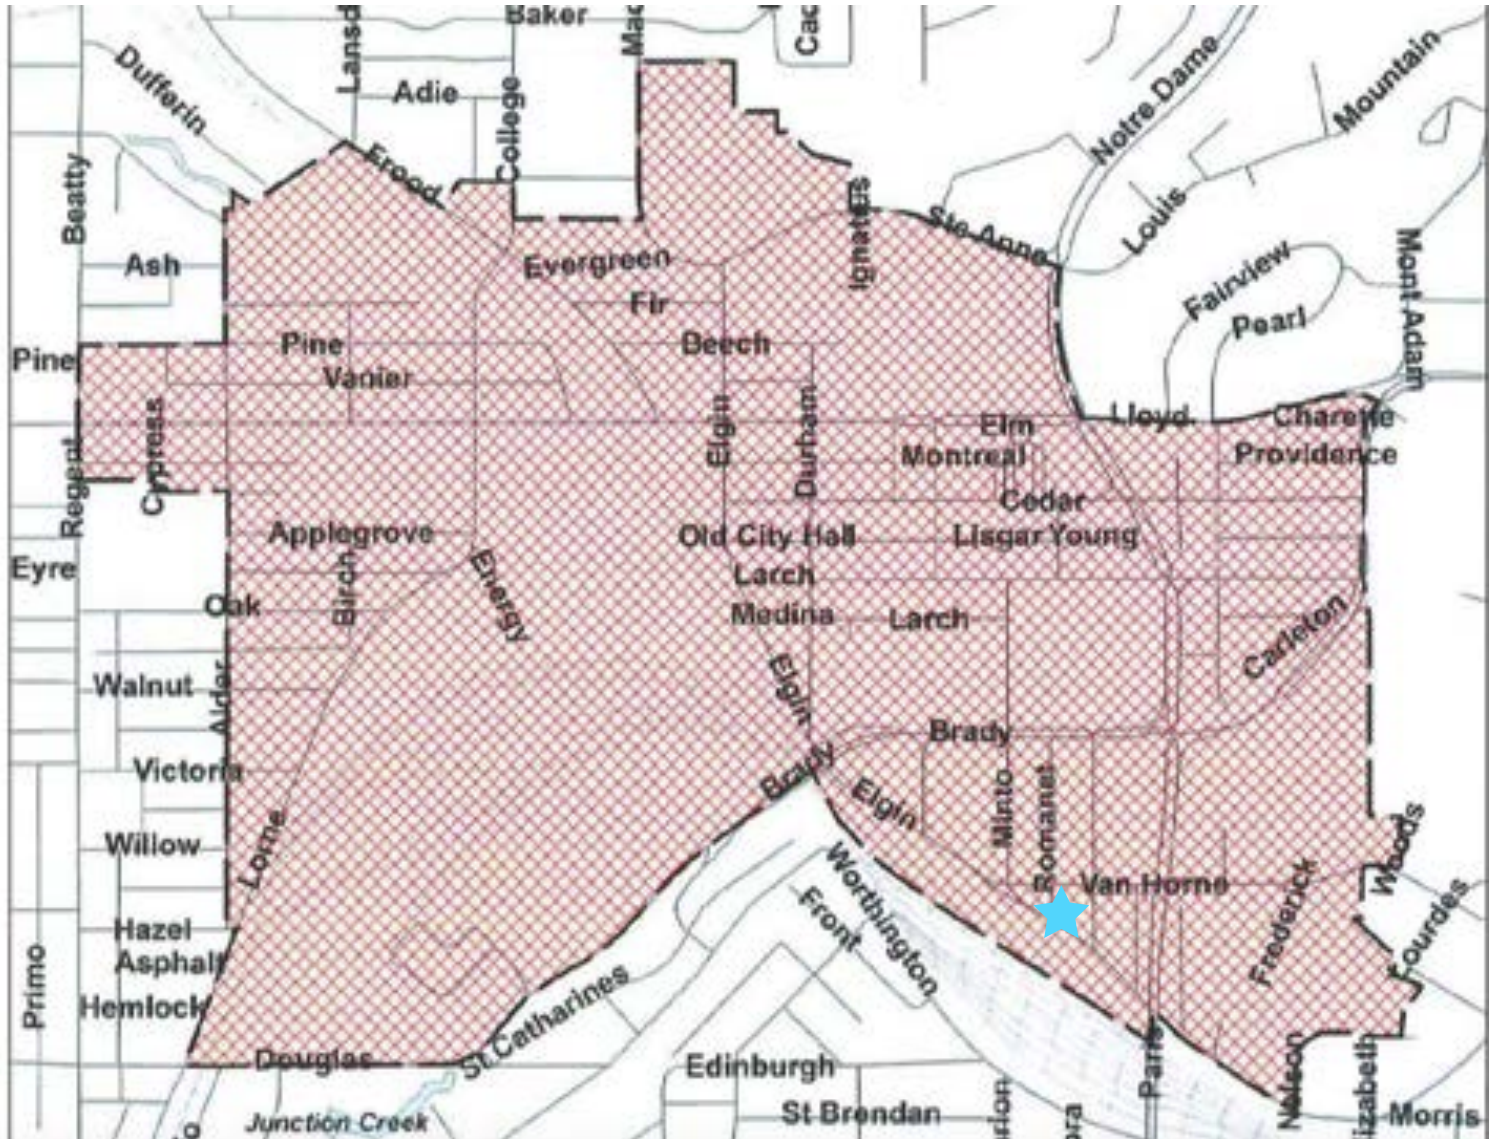 Baker
Lansd
Mac
Cac
Dufferin
Adie
College
Notre Dame
Mountain
Frood
Beatty
Louis
Ignatius
Ste Anne
Ash
Evergreen
Fairview
Mont Adam
Fir
Pearl
Pine
Pine
Beech
Vanier
Cypress
Elgin
Durham
Elm
Lloyd
Charette
Regent
Montreal
Providence
Cedar
Applegrove
Old City Hall
Lisgar
Young
Eyre
Larch
Energy
Birch
Oak
Medina
Larch
Carleton
Walnut
Alder
Elgin
Brady
Victoria
Brady
Elgin
Minto
Romanet
Willow
Lorne
Woods
Worthington
Van Horne
Front
Frederick
Lourdes
Hazel
Asphalt
Primo
Hemlock
St Catharines
Douglas
Edinburgh
Paris
Nelson
izabeth
St Brendan
Junction Creek
Morris